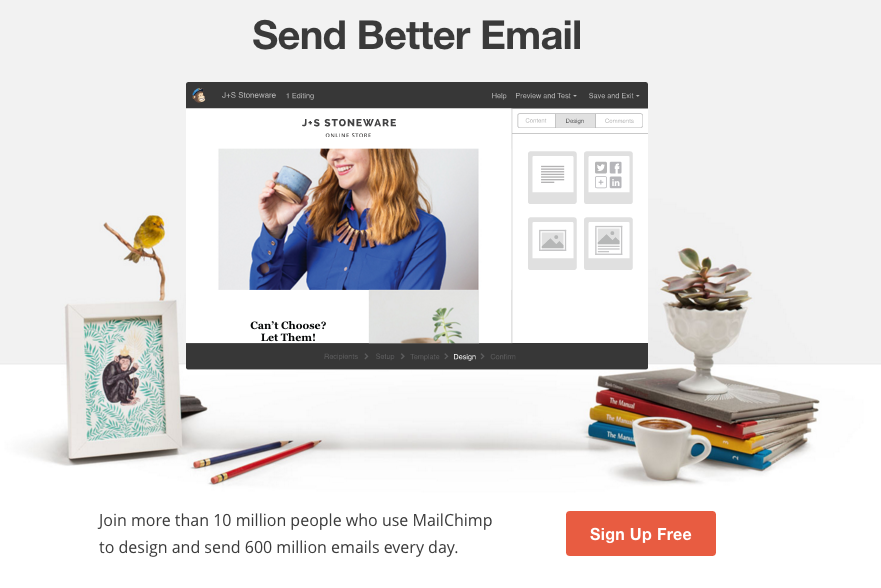 Send Better Email
J+S Stoneware 1 Editing Help Preview and Test Save and Exit
J+S STONEWARE
ONLINE STORE
Content Design Comments
Can't Choose?
Let Them!
Recipients > Setup > Template > Design > Confirm
The Manual
The Manual
The Manua
Join more than 10 million people who use MailChimp
to design and send 600 million emails every day.
Sign Up Free